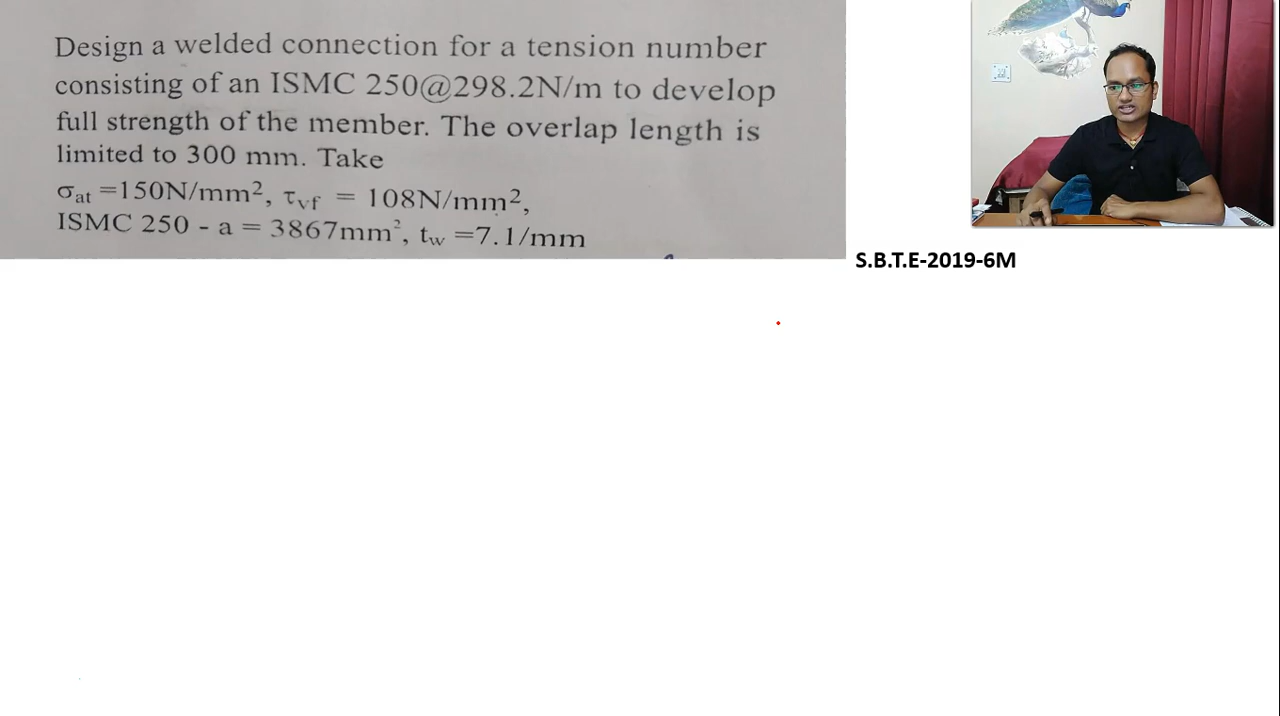 Design a welded connection for a tension number
consisting of an ISMC 250@298.2N/m to develop
full strength of the member. The overlap length is
limited to 300 mm. Take
σat =150N/mm², τvf = 108N/mm²,
ISMC 250 - a = 3867mm², tw =7.1/mm
S.B.T.E-2019-6M